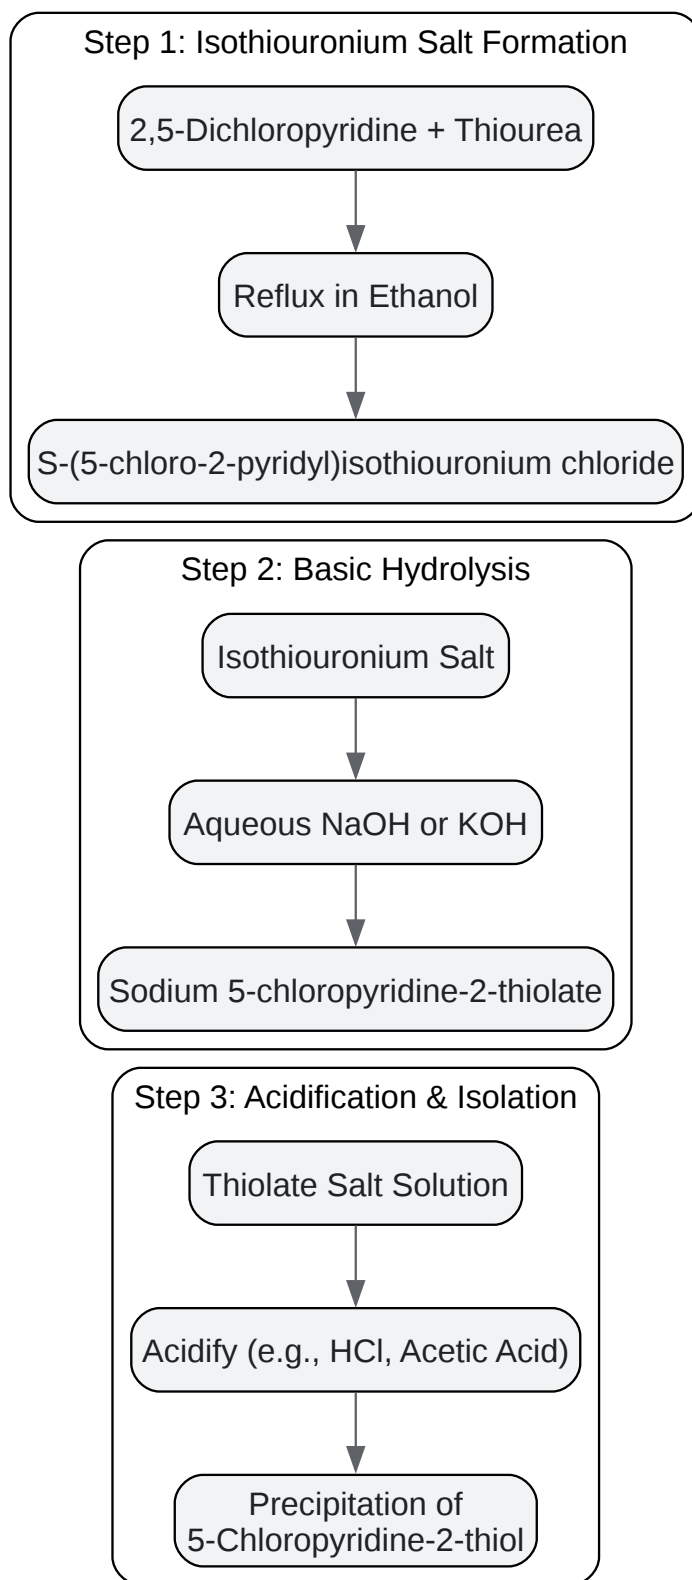 Step 1: Isothiouronium Salt Formation
2,5-Dichloropyridine + Thiourea
Reflux in Ethanol
S-(5-chloro-2-pyridyl)isothiouronium chloride
Step 2: Basic Hydrolysis
Isothiouronium Salt
Aqueous NaOH or KOH
Sodium 5-chloropyridine-2-thiolate
Step 3: Acidification & Isolation
Thiolate Salt Solution
Acidify (e.g., HCl, Acetic Acid)
Precipitation of
5-Chloropyridine-2-thiol